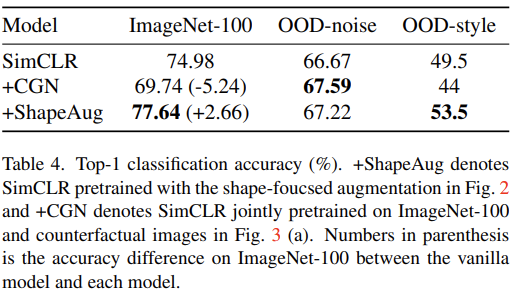 Model ImageNet-100 OOD-noise OOD-style
SimCLR 74.98 66.67 49.5
+CGN 69.74 (-5.24) 67.59 44
+ShapeAug 77.64 (+2.66) 67.22 53.5
Table 4. Top-1 classification accuracy (%). +ShapeAug denotes
SimCLR pretrained with the shape-foucsed augmentation in Fig. 2
and +CGN denotes SimCLR jointly pretrained on ImageNet-100
and counterfactual images in Fig. 3 (a). Numbers in parenthesis
is the accuracy difference on ImageNet-100 between the vanilla
model and each model.